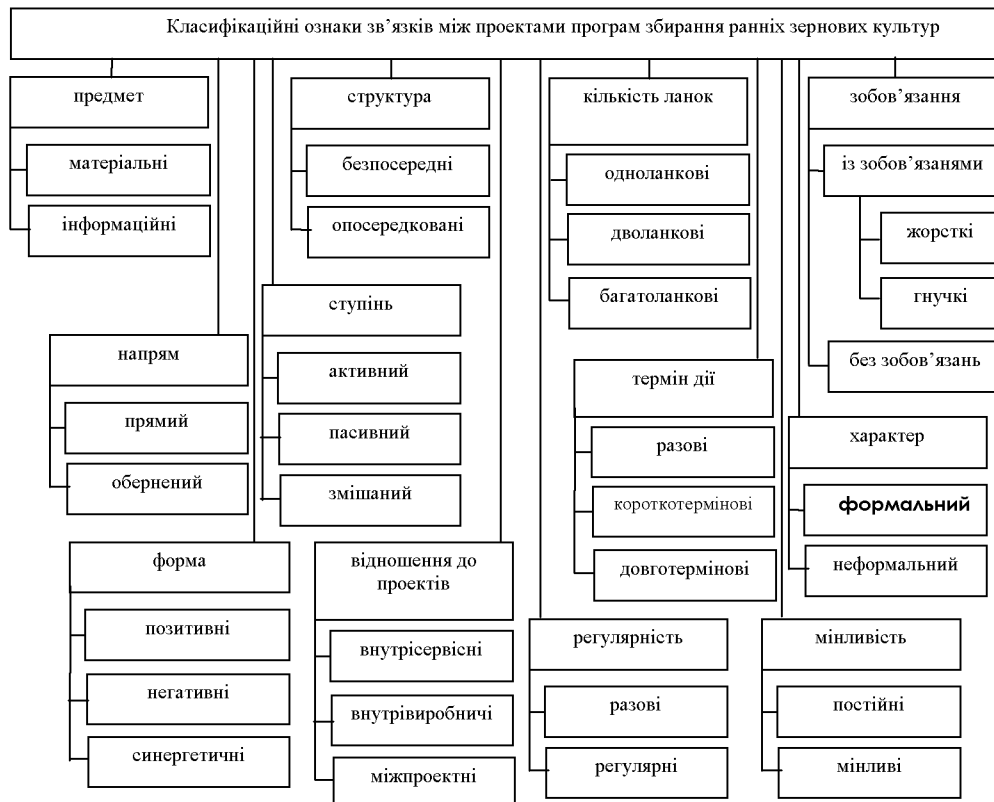 Класифікаційні ознаки зв’язків між проектами програм збирання ранніх зернових культур
предмет
матеріальні
інформаційні
структура
безпосередні
опосередковані
кількість ланок
одноланкові
дволанкові
багатоланкові
зобов’язання
із зобов’язанями
жорсткі
гнучкі
без зобов’язань
напрям
прямий
обернений
ступінь
активний
пасивний
змішаний
термін дії
разові
короткотермінові
довготермінові
характер
формальний
неформальний
форма
позитивні
негативні
синергетичні
відношення до
проектів
внутрісервісні
внутрівиробничі
міжпроектні
регулярність
разові
регулярні
мінливість
постійні
мінливі